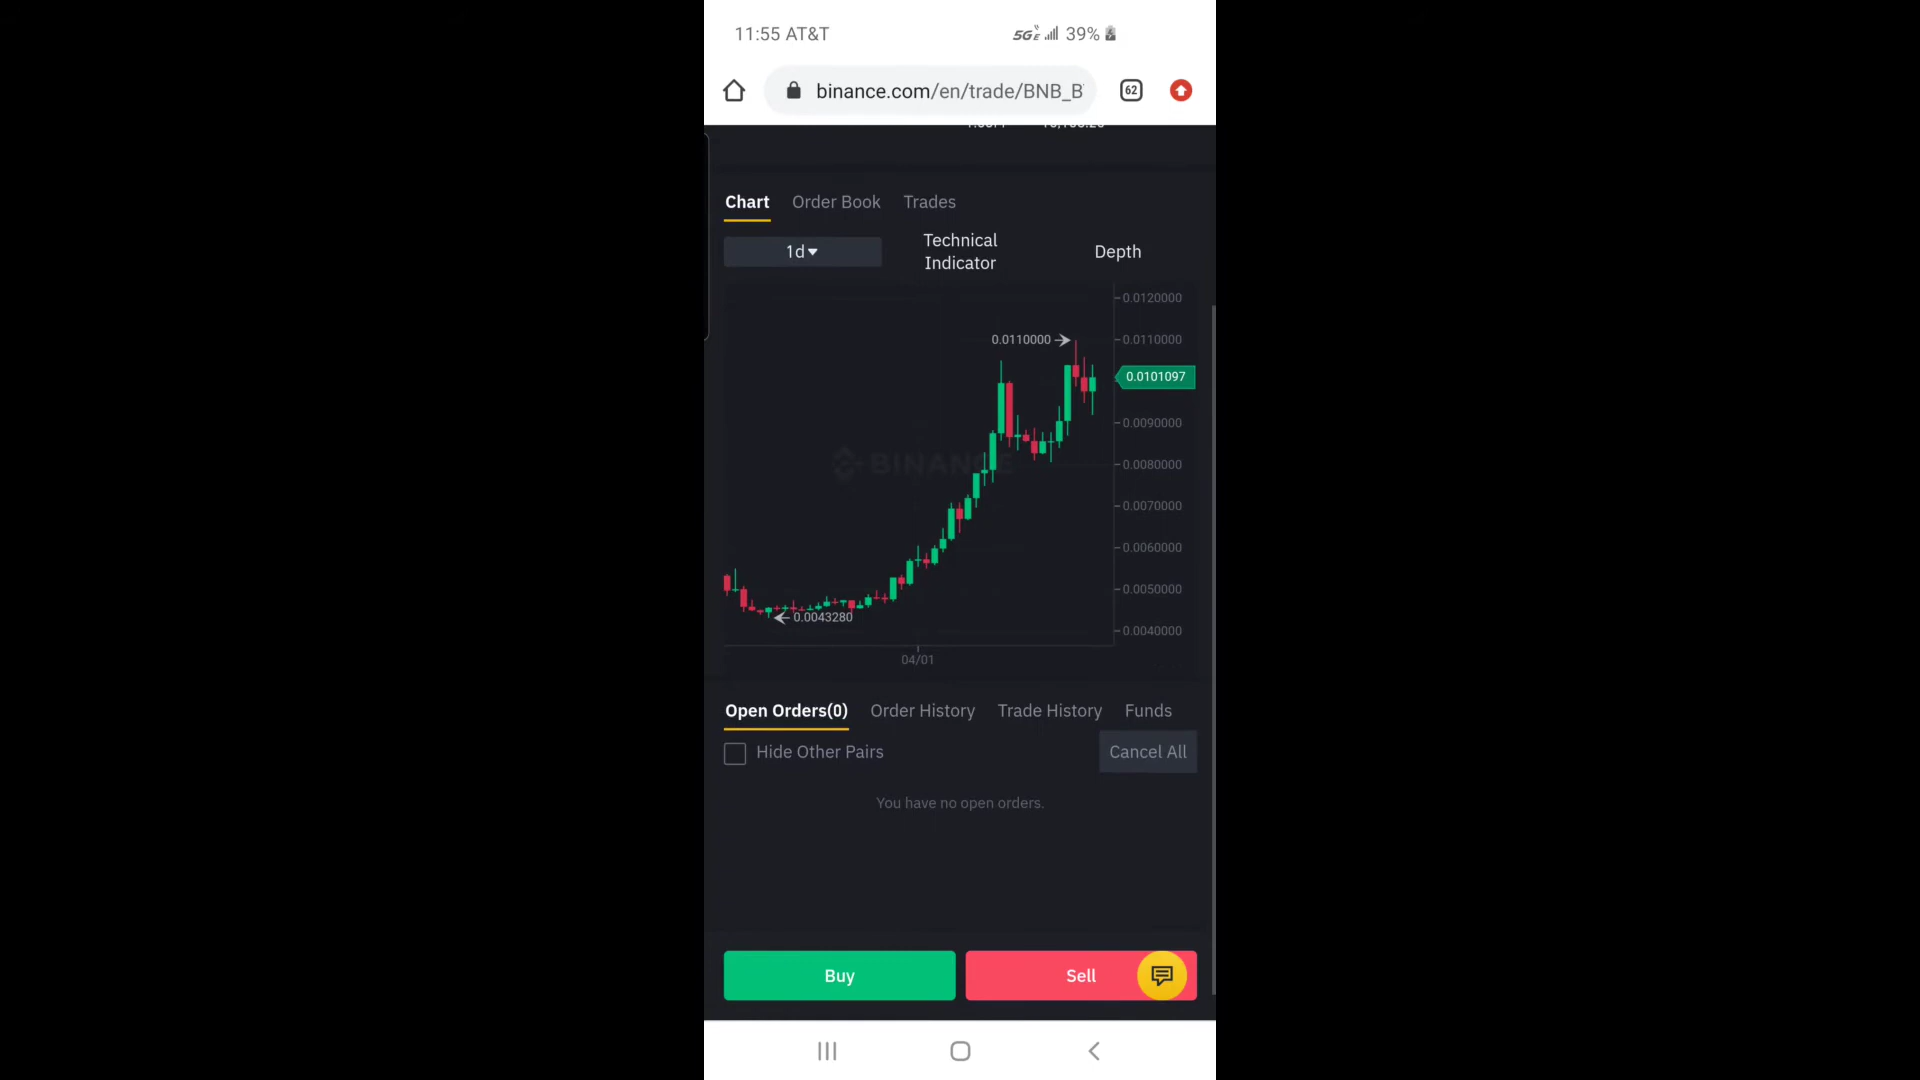 11:55 AT&T 5GE 39%
binance.com/en/trade/BNB_B 62
Chart Order Book Trades
1d Technical Indicator Depth
0.0120000
0.0110000 0.0110000
0.0101097
0.0090000
BINANCE
0.0080000
0.0070000
0.0060000
0.0050000
0.0043280
0.0040000
04/01
Open Orders(0) Order History Trade History Funds
Hide Other Pairs Cancel All
You have no open orders.
Buy Sell